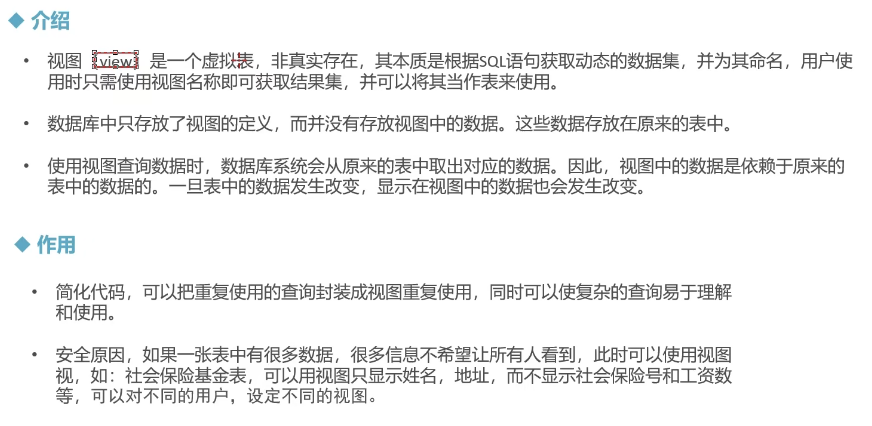 ◆ 介绍
• 视图（view）是一个虚拟表，非真实存在，其本质是根据SQL语句获取动态的数据集，并为其命名，用户使
用时只需使用视图名称即可获取结果集，并可以将其当作表来使用。
• 数据库中只存放了视图的定义，而并没有存放视图中的数据。这些数据存放在原来的表中。
• 使用视图查询数据时，数据库系统会从原来的表中取出对应的数据。因此，视图中的数据是依赖于原来的
表中的数据的。一旦表中的数据发生改变，显示在视图中的数据也会发生改变。
◆ 作用
• 简化代码，可以把重复使用的查询封装成视图重复使用，同时可以使复杂的查询易于理解
和使用。
• 安全原因，如果一张表中有很多数据，很多信息不希望让所有人看到，此时可以使用视图
视，如：社会保险基金表，可以用视图只显示姓名，地址，而不显示社会保险号和工资数
等，可以对不同的用户，设定不同的视图。